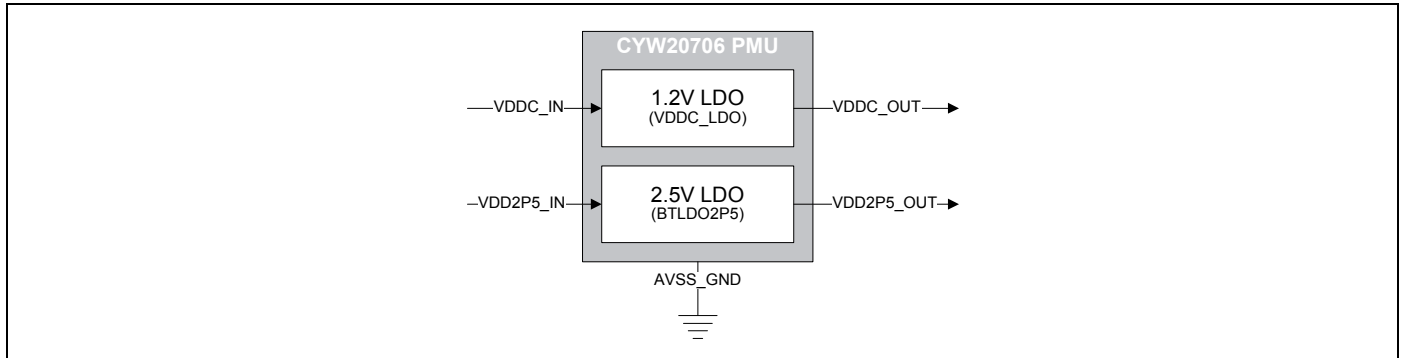 CYW20706 PMU
VDDC_IN
1.2V LDO
(VDDC_LDO)
VDDC_OUT
VDD2P5_IN
2.5V LDO
(BTLDO2P5)
VDD2P5_OUT
AVSS_GND